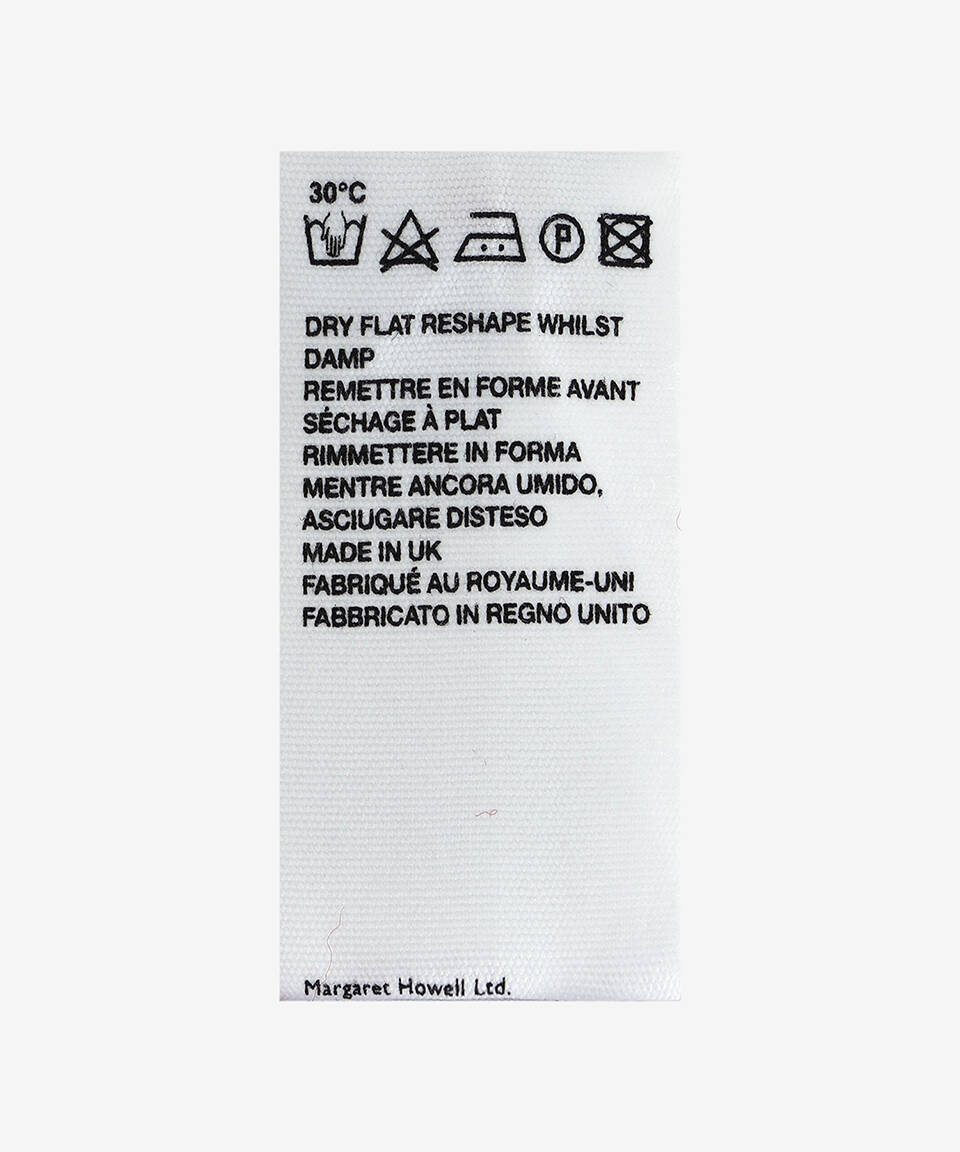 30°C
P
DRY FLAT RESHAPE WHILST
DAMP
REMETTRE EN FORME AVANT
SÉCHAGE À PLAT
RIMMETTERE IN FORMA
MENTRE ANCORA UMIDO,
ASCIUGARE DISTESO
MADE IN UK
FABRIQUÉ AU ROYAUME-UNI
FABBRICATO IN REGNO UNITO
Margaret Howell Ltd.